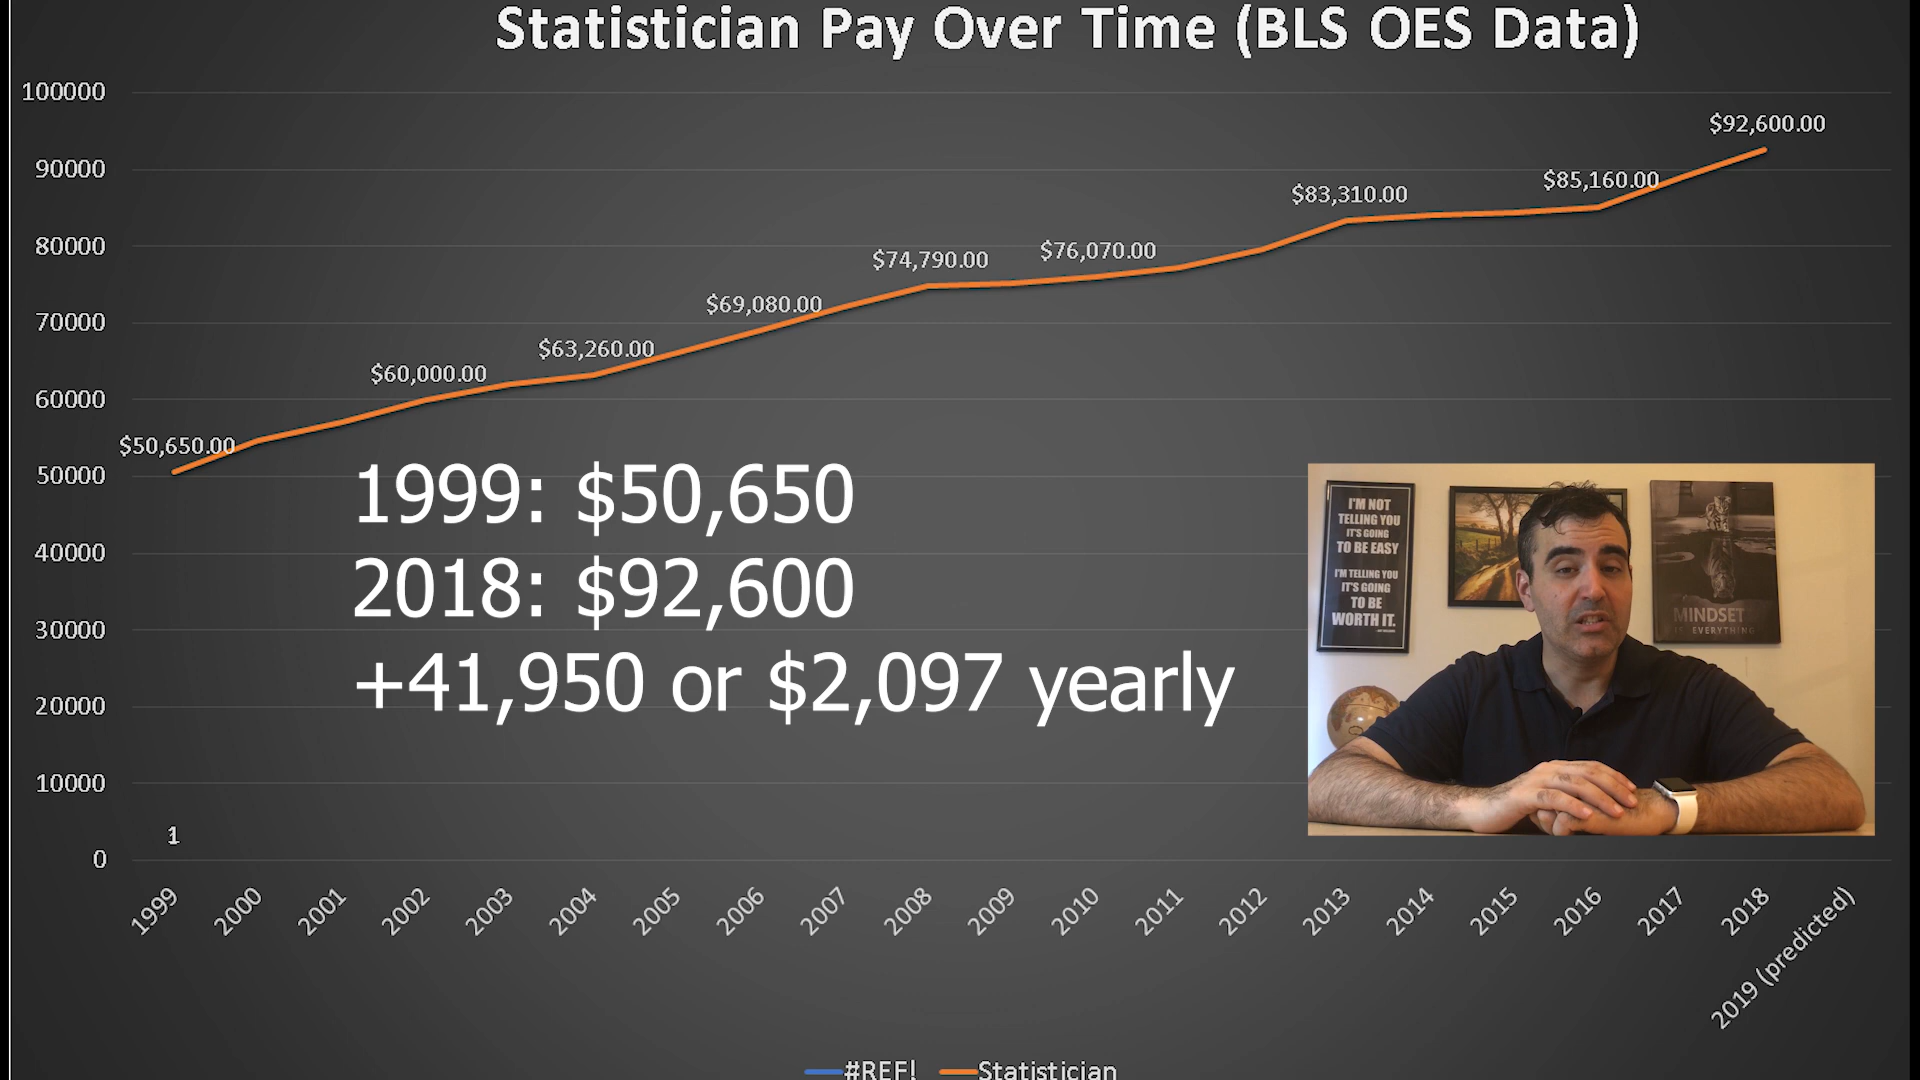 Statistician Pay Over Time (BLS OES Data)
100000
90000
80000
70000
60000
50000
40000
30000
20000
10000
0
$50,650.00
$60,000.00
$63,260.00
$69,080.00
$74,790.00
$76,070.00
$83,310.00
$85,160.00
$92,600.00
1999: $50,650
2018: $92,600
+41,950 or $2,097 yearly
I'M NOT
TELLING YOU
IT'S GOING
TO BE EASY
I'M TELLING YOU
IT'S GOING
TO BE
WORTH IT.
MINDSET
IS EVERYTHING
1
1999
2000
2001
2002
2003
2004
2005
2006
2007
2008
2009
2010
2011
2012
2013
2014
2015
2016
2017
2018
2019 (predicted)
#REF!
Statistician